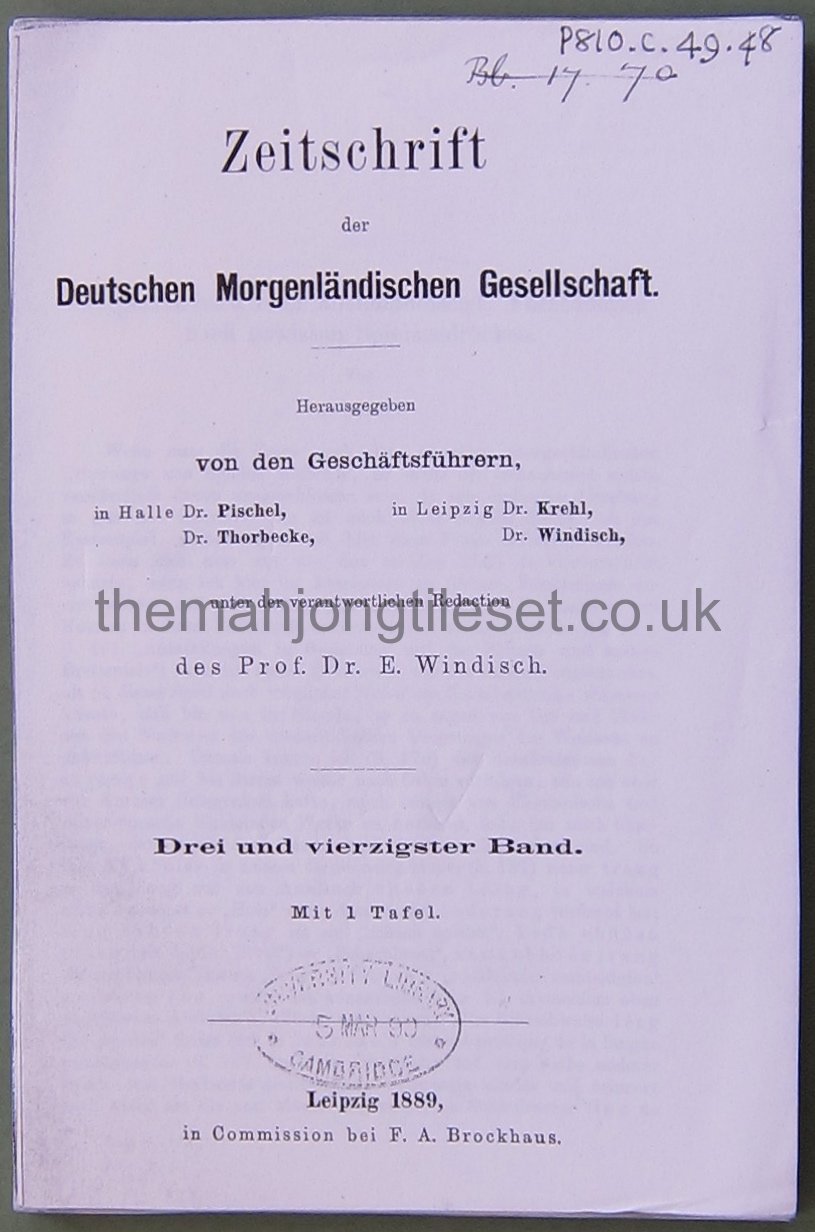 P810.c.49.48
Bb. 17. 70
Zeitschrift
der
Deutschen Morgenländischen Gesellschaft.
Herausgegeben
von den Geschäftsführern,
in Halle Dr. Pischel, in Leipzig Dr. Krehl,
Dr. Thorbecke, Dr. Windisch,
unter der verantwortlichen Redaction
themahjongtileset.co.uk
des Prof. Dr. E. Windisch.
Drei und vierzigster Band.
Mit 1 Tafel.
UNIVERSITY LIBRARY
5 MAR 90
CAMBRIDGE
Leipzig 1889,
in Commission bei F. A. Brockhaus.